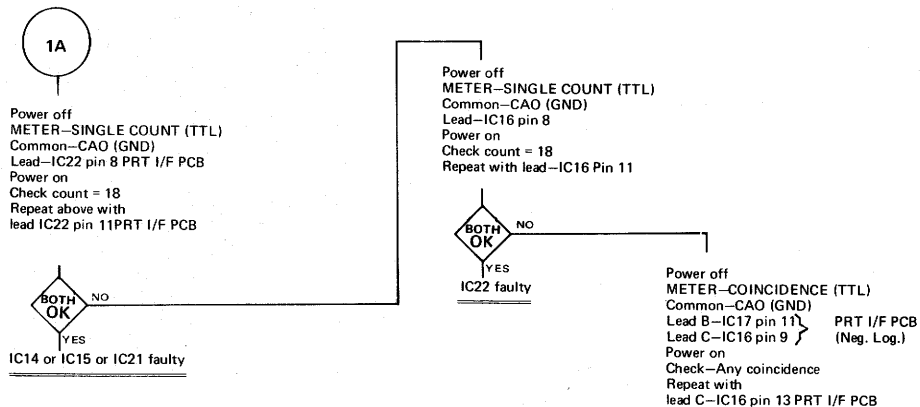 1A
Power off
METER—SINGLE COUNT (TTL)
Common—CAO (GND)
Lead—IC22 pin 8 PRT I/F PCB
Power on
Check count = 18
Repeat above with
lead IC22 pin 11PRT I/F PCB
BOTH
OK
NO
YES
IC14 or IC15 or IC21 faulty
Power off
METER—SINGLE COUNT (TTL)
Common—CAO (GND)
Lead—IC16 pin 8
Power on
Check count = 18
Repeat with lead—IC16 Pin 11
BOTH
OK
NO
YES
IC22 faulty
Power off
METER—COINCIDENCE (TTL)
Common—CAO (GND)
Lead B—IC17 pin 11 } PRT I/F PCB
Lead C—IC16 pin 9 } (Neg. Log.)
Power on
Check—Any coincidence
Repeat with
lead C—IC16 pin 13 PRT I/F PCB